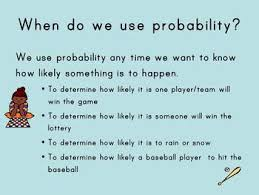 When do we use probability?
We use probability any time we want to know
how likely something is to happen.
• To determine how likely it is one player/team will
win the game
• To determine how likely it is someone will win the
lottery
• To determine how likely it is to rain or snow
• To determine how likely a baseball player to hit the
baseball